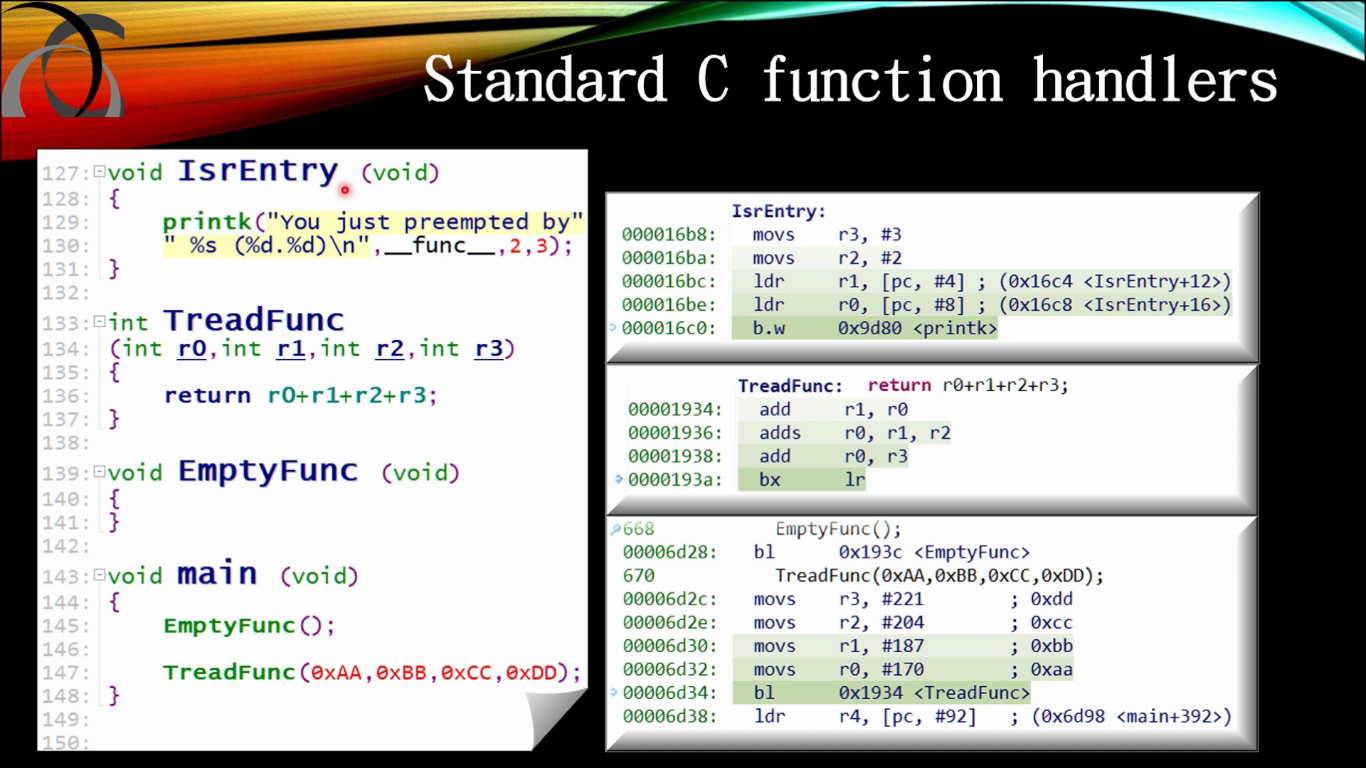 Standard C function handlers
127: void IsrEntry (void)
128: {
129: printk("You just preempted by"
130: " %s (%d.%d)\n",__func__,2,3);
131: }
132:
133: int TreadFunc
134: (int r0,int r1,int r2,int r3)
135: {
136: return r0+r1+r2+r3;
137: }
138:
139: void EmptyFunc (void)
140: {
141: }
142:
143: void main (void)
144: {
145: EmptyFunc();
146:
147: TreadFunc(0xAA,0xBB,0xCC,0xDD);
148: }
149:
150:
IsrEntry:
000016b8: movs r3, #3
000016ba: movs r2, #2
000016bc: ldr r1, [pc, #4] ; (0x16c4 <IsrEntry+12>)
000016be: ldr r0, [pc, #8] ; (0x16c8 <IsrEntry+16>)
000016c0: b.w 0x9d80 <printk>
TreadFunc: return r0+r1+r2+r3;
00001934: add r1, r0
00001936: adds r0, r1, r2
00001938: add r0, r3
0000193a: bx lr
668 EmptyFunc();
00006d28: bl 0x193c <EmptyFunc>
670 TreadFunc(0xAA,0xBB,0xCC,0xDD);
00006d2c: movs r3, #221 ; 0xdd
00006d2e: movs r2, #204 ; 0xcc
00006d30: movs r1, #187 ; 0xbb
00006d32: movs r0, #170 ; 0xaa
00006d34: bl 0x1934 <TreadFunc>
00006d38: ldr r4, [pc, #92] ; (0x6d98 <main+392>)